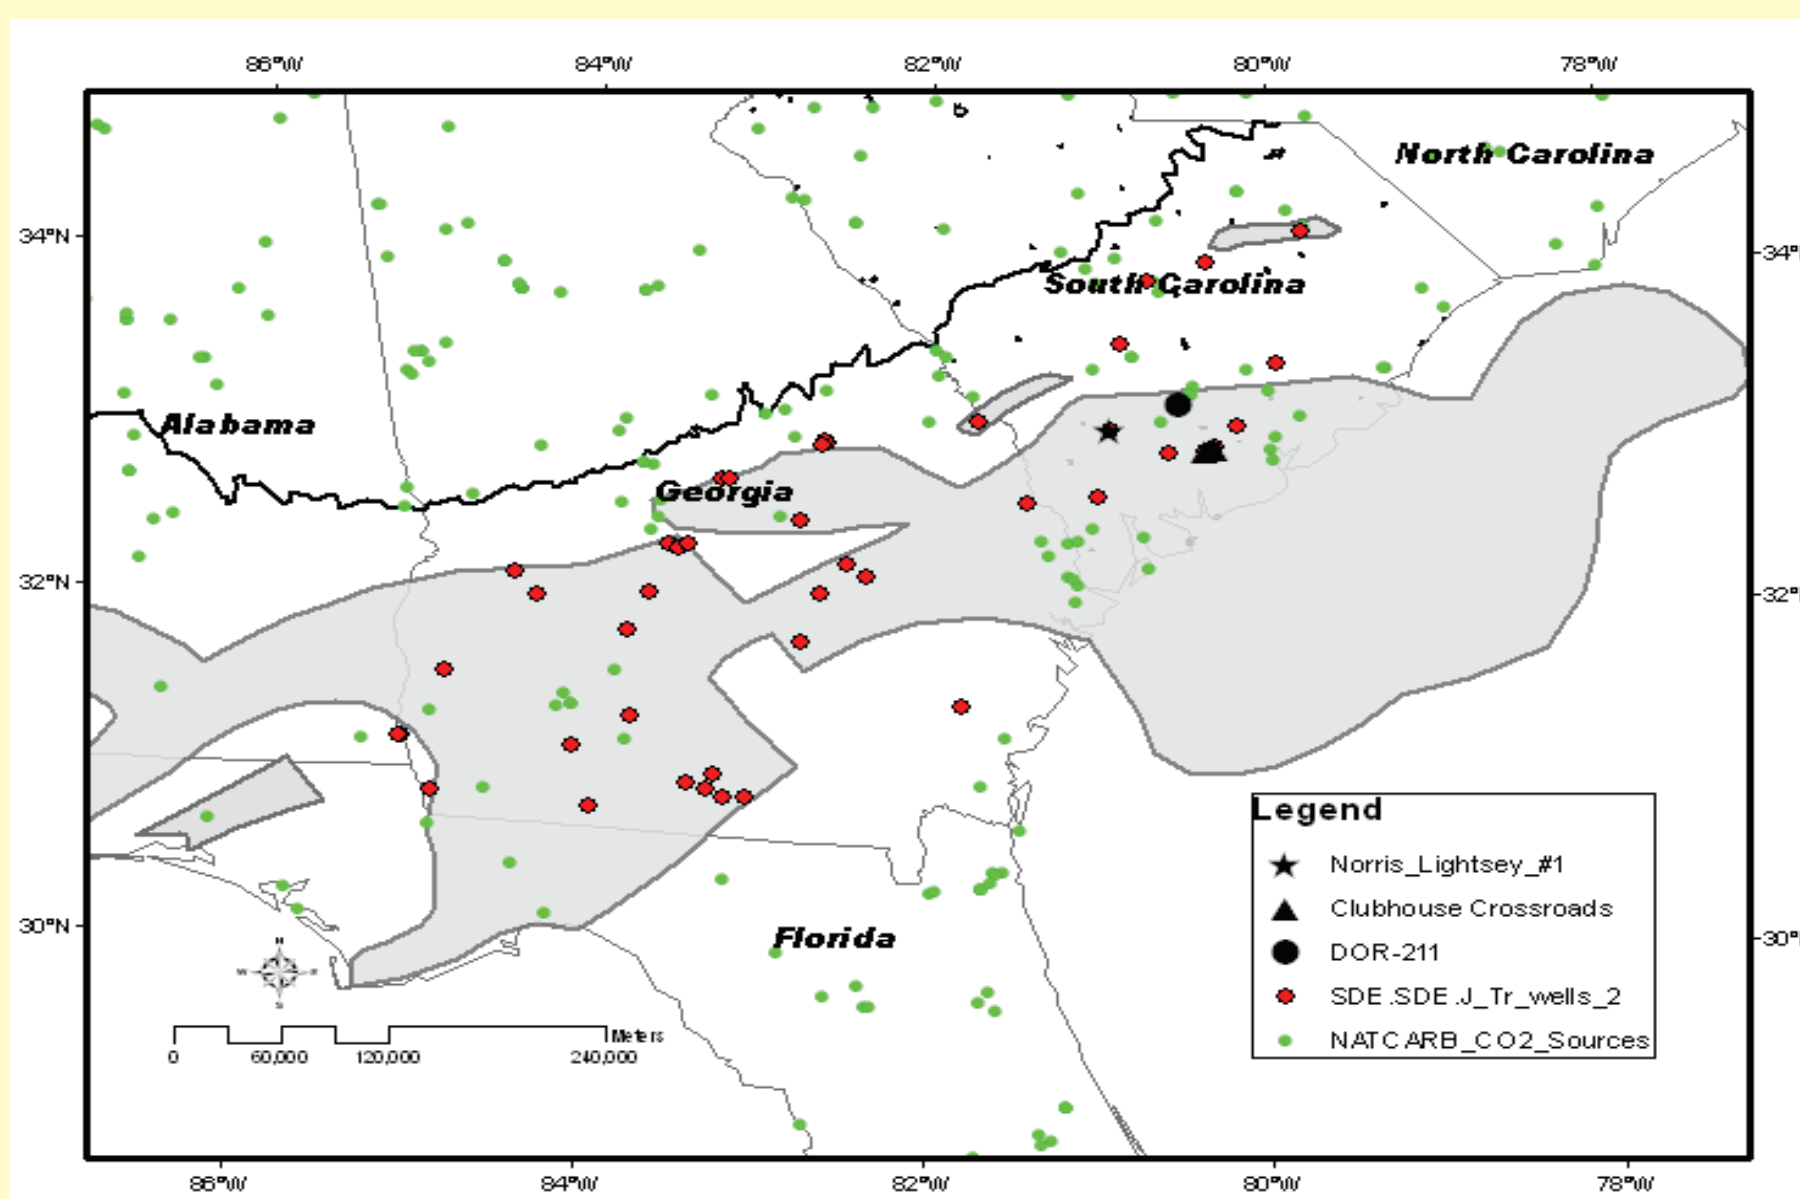 86°W 84°W 82°W 80°W 78°W
North Carolina
34°N 34°N
South Carolina
Alabama
Georgia
32°N 32°N
Legend
Norris_Lightsey_#1
Clubhouse Crossroads
DOR-211
SDE.SDE.J_Tr_wells_2
NATCARB_CO2_Sources
30°N 30°N
Florida
N
W E
S
Meters
0 60,000 120,000 240,000
86°W 84°W 82°W 80°W 78°W